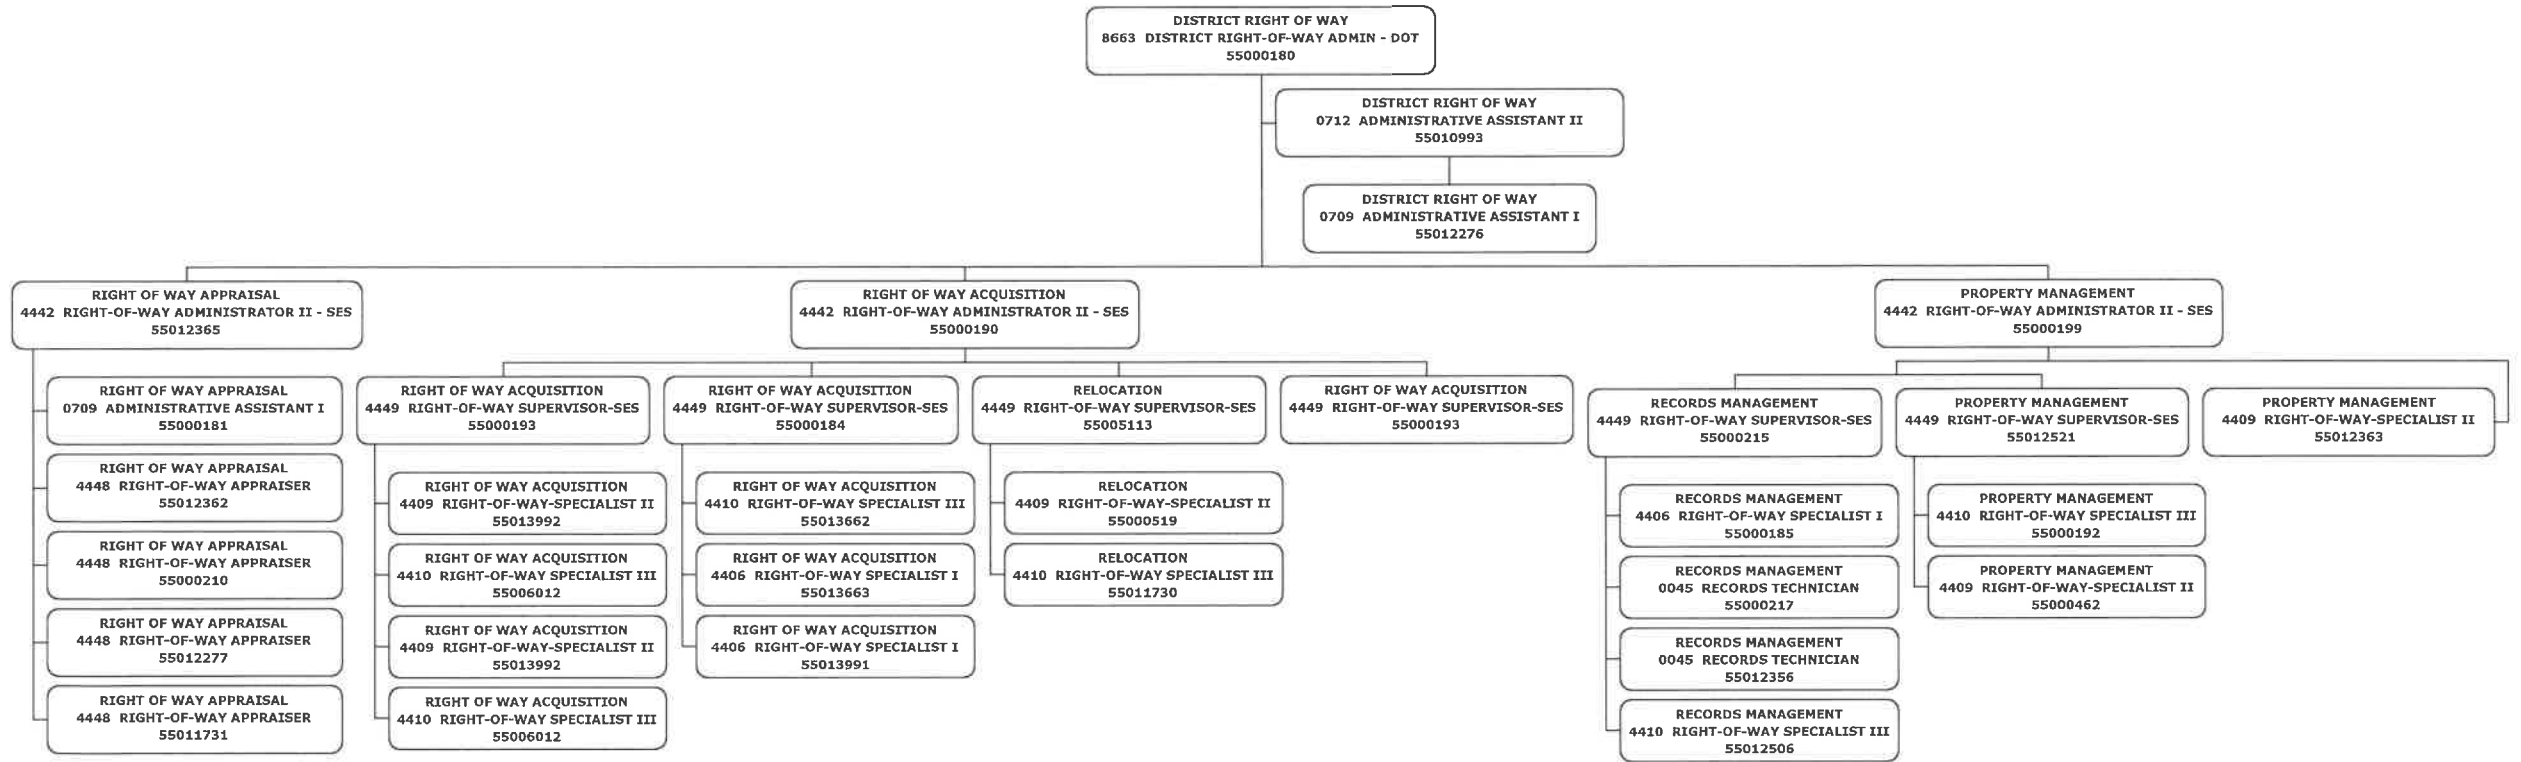 DISTRICT RIGHT OF WAY
8663 DISTRICT RIGHT-OF-WAY ADMIN - DOT
55000180
DISTRICT RIGHT OF WAY
0712 ADMINISTRATIVE ASSISTANT II
55010993
DISTRICT RIGHT OF WAY
0709 ADMINISTRATIVE ASSISTANT I
55012276
RIGHT OF WAY APPRAISAL
4442 RIGHT-OF-WAY ADMINISTRATOR II - SES
55012365
RIGHT OF WAY APPRAISAL
0709 ADMINISTRATIVE ASSISTANT I
55000181
RIGHT OF WAY APPRAISAL
4448 RIGHT-OF-WAY APPRAISER
55012362
RIGHT OF WAY APPRAISAL
4448 RIGHT-OF-WAY APPRAISER
55000210
RIGHT OF WAY APPRAISAL
4448 RIGHT-OF-WAY APPRAISER
55012277
RIGHT OF WAY APPRAISAL
4448 RIGHT-OF-WAY APPRAISER
55011731
RIGHT OF WAY ACQUISITION
4442 RIGHT-OF-WAY ADMINISTRATOR II - SES
55000190
RIGHT OF WAY ACQUISITION
4449 RIGHT-OF-WAY SUPERVISOR-SES
55000193
RIGHT OF WAY ACQUISITION
4409 RIGHT-OF-WAY-SPECIALIST II
55013992
RIGHT OF WAY ACQUISITION
4410 RIGHT-OF-WAY SPECIALIST III
55006012
RIGHT OF WAY ACQUISITION
4409 RIGHT-OF-WAY-SPECIALIST II
55013992
RIGHT OF WAY ACQUISITION
4410 RIGHT-OF-WAY SPECIALIST III
55006012
RIGHT OF WAY ACQUISITION
4449 RIGHT-OF-WAY SUPERVISOR-SES
55000184
RIGHT OF WAY ACQUISITION
4410 RIGHT-OF-WAY SPECIALIST III
55013662
RIGHT OF WAY ACQUISITION
4406 RIGHT-OF-WAY SPECIALIST I
55013663
RIGHT OF WAY ACQUISITION
4406 RIGHT-OF-WAY SPECIALIST I
55013991
RELOCATION
4449 RIGHT-OF-WAY SUPERVISOR-SES
55005113
RELOCATION
4409 RIGHT-OF-WAY-SPECIALIST II
55000519
RELOCATION
4410 RIGHT-OF-WAY SPECIALIST III
55011730
RIGHT OF WAY ACQUISITION
4449 RIGHT-OF-WAY SUPERVISOR-SES
55000193
PROPERTY MANAGEMENT
4442 RIGHT-OF-WAY ADMINISTRATOR II - SES
55000199
RECORDS MANAGEMENT
4449 RIGHT-OF-WAY SUPERVISOR-SES
55000215
RECORDS MANAGEMENT
4406 RIGHT-OF-WAY SPECIALIST I
55000185
RECORDS MANAGEMENT
0045 RECORDS TECHNICIAN
55000217
RECORDS MANAGEMENT
0045 RECORDS TECHNICIAN
55012356
RECORDS MANAGEMENT
4410 RIGHT-OF-WAY SPECIALIST III
55012506
PROPERTY MANAGEMENT
4449 RIGHT-OF-WAY SUPERVISOR-SES
55012521
PROPERTY MANAGEMENT
4410 RIGHT-OF-WAY SPECIALIST III
55000192
PROPERTY MANAGEMENT
4409 RIGHT-OF-WAY-SPECIALIST II
55000462
PROPERTY MANAGEMENT
4409 RIGHT-OF-WAY-SPECIALIST II
55012363